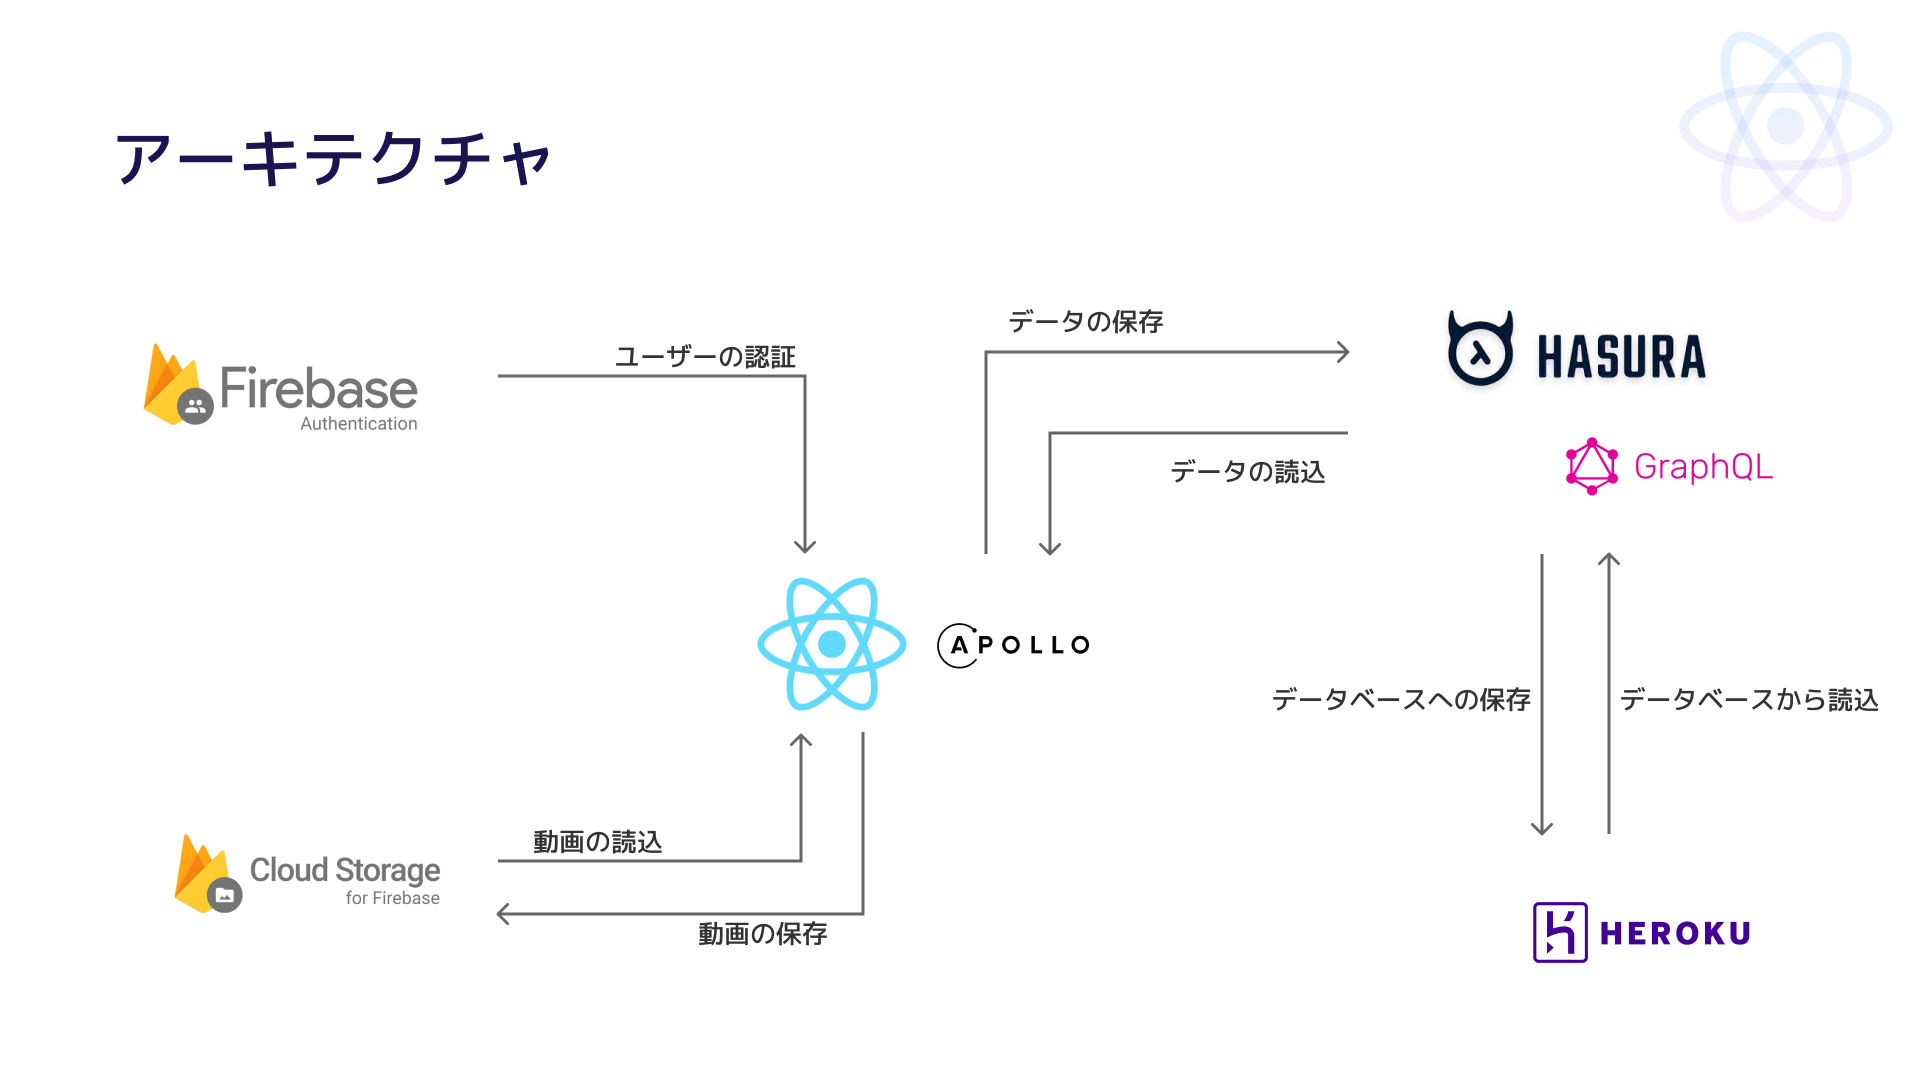 アーキテクチャ
データの保存
ユーザーの認証
HASURA
Firebase
Authentication
データの読込
GraphQL
APOLLO
データベースへの保存
データベースから読込
動画の読込
Cloud Storage
for Firebase
動画の保存
HEROKU